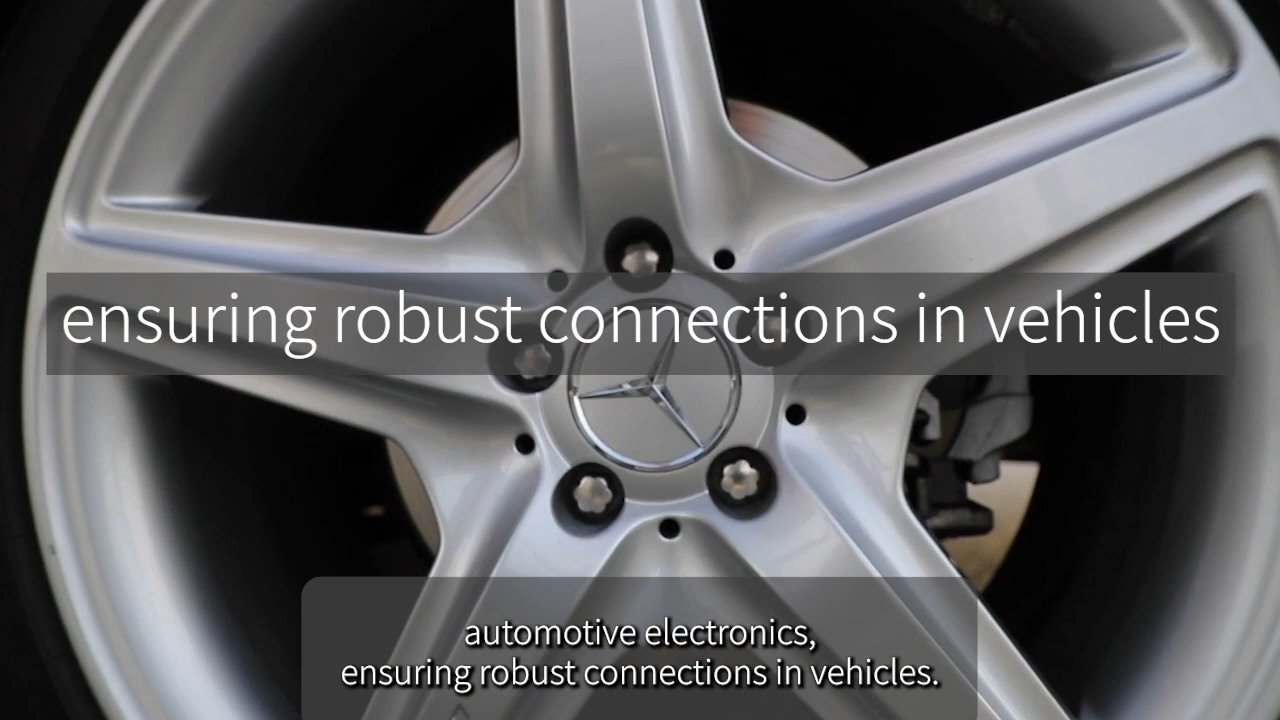 ensuring robust connections in vehicles
automotive electronics,
ensuring robust connections in vehicles.